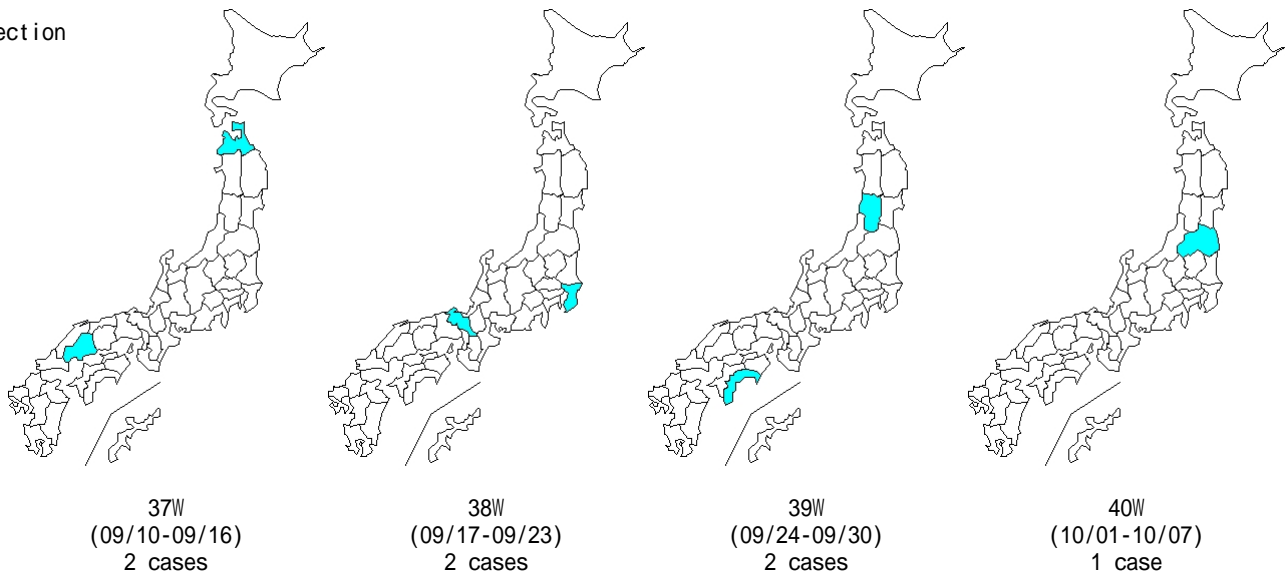 ection
37W
(09/10-09/16)
2 cases
38W
(09/17-09/23)
2 cases
39W
(09/24-09/30)
2 cases
40W
(10/01-10/07)
1 case